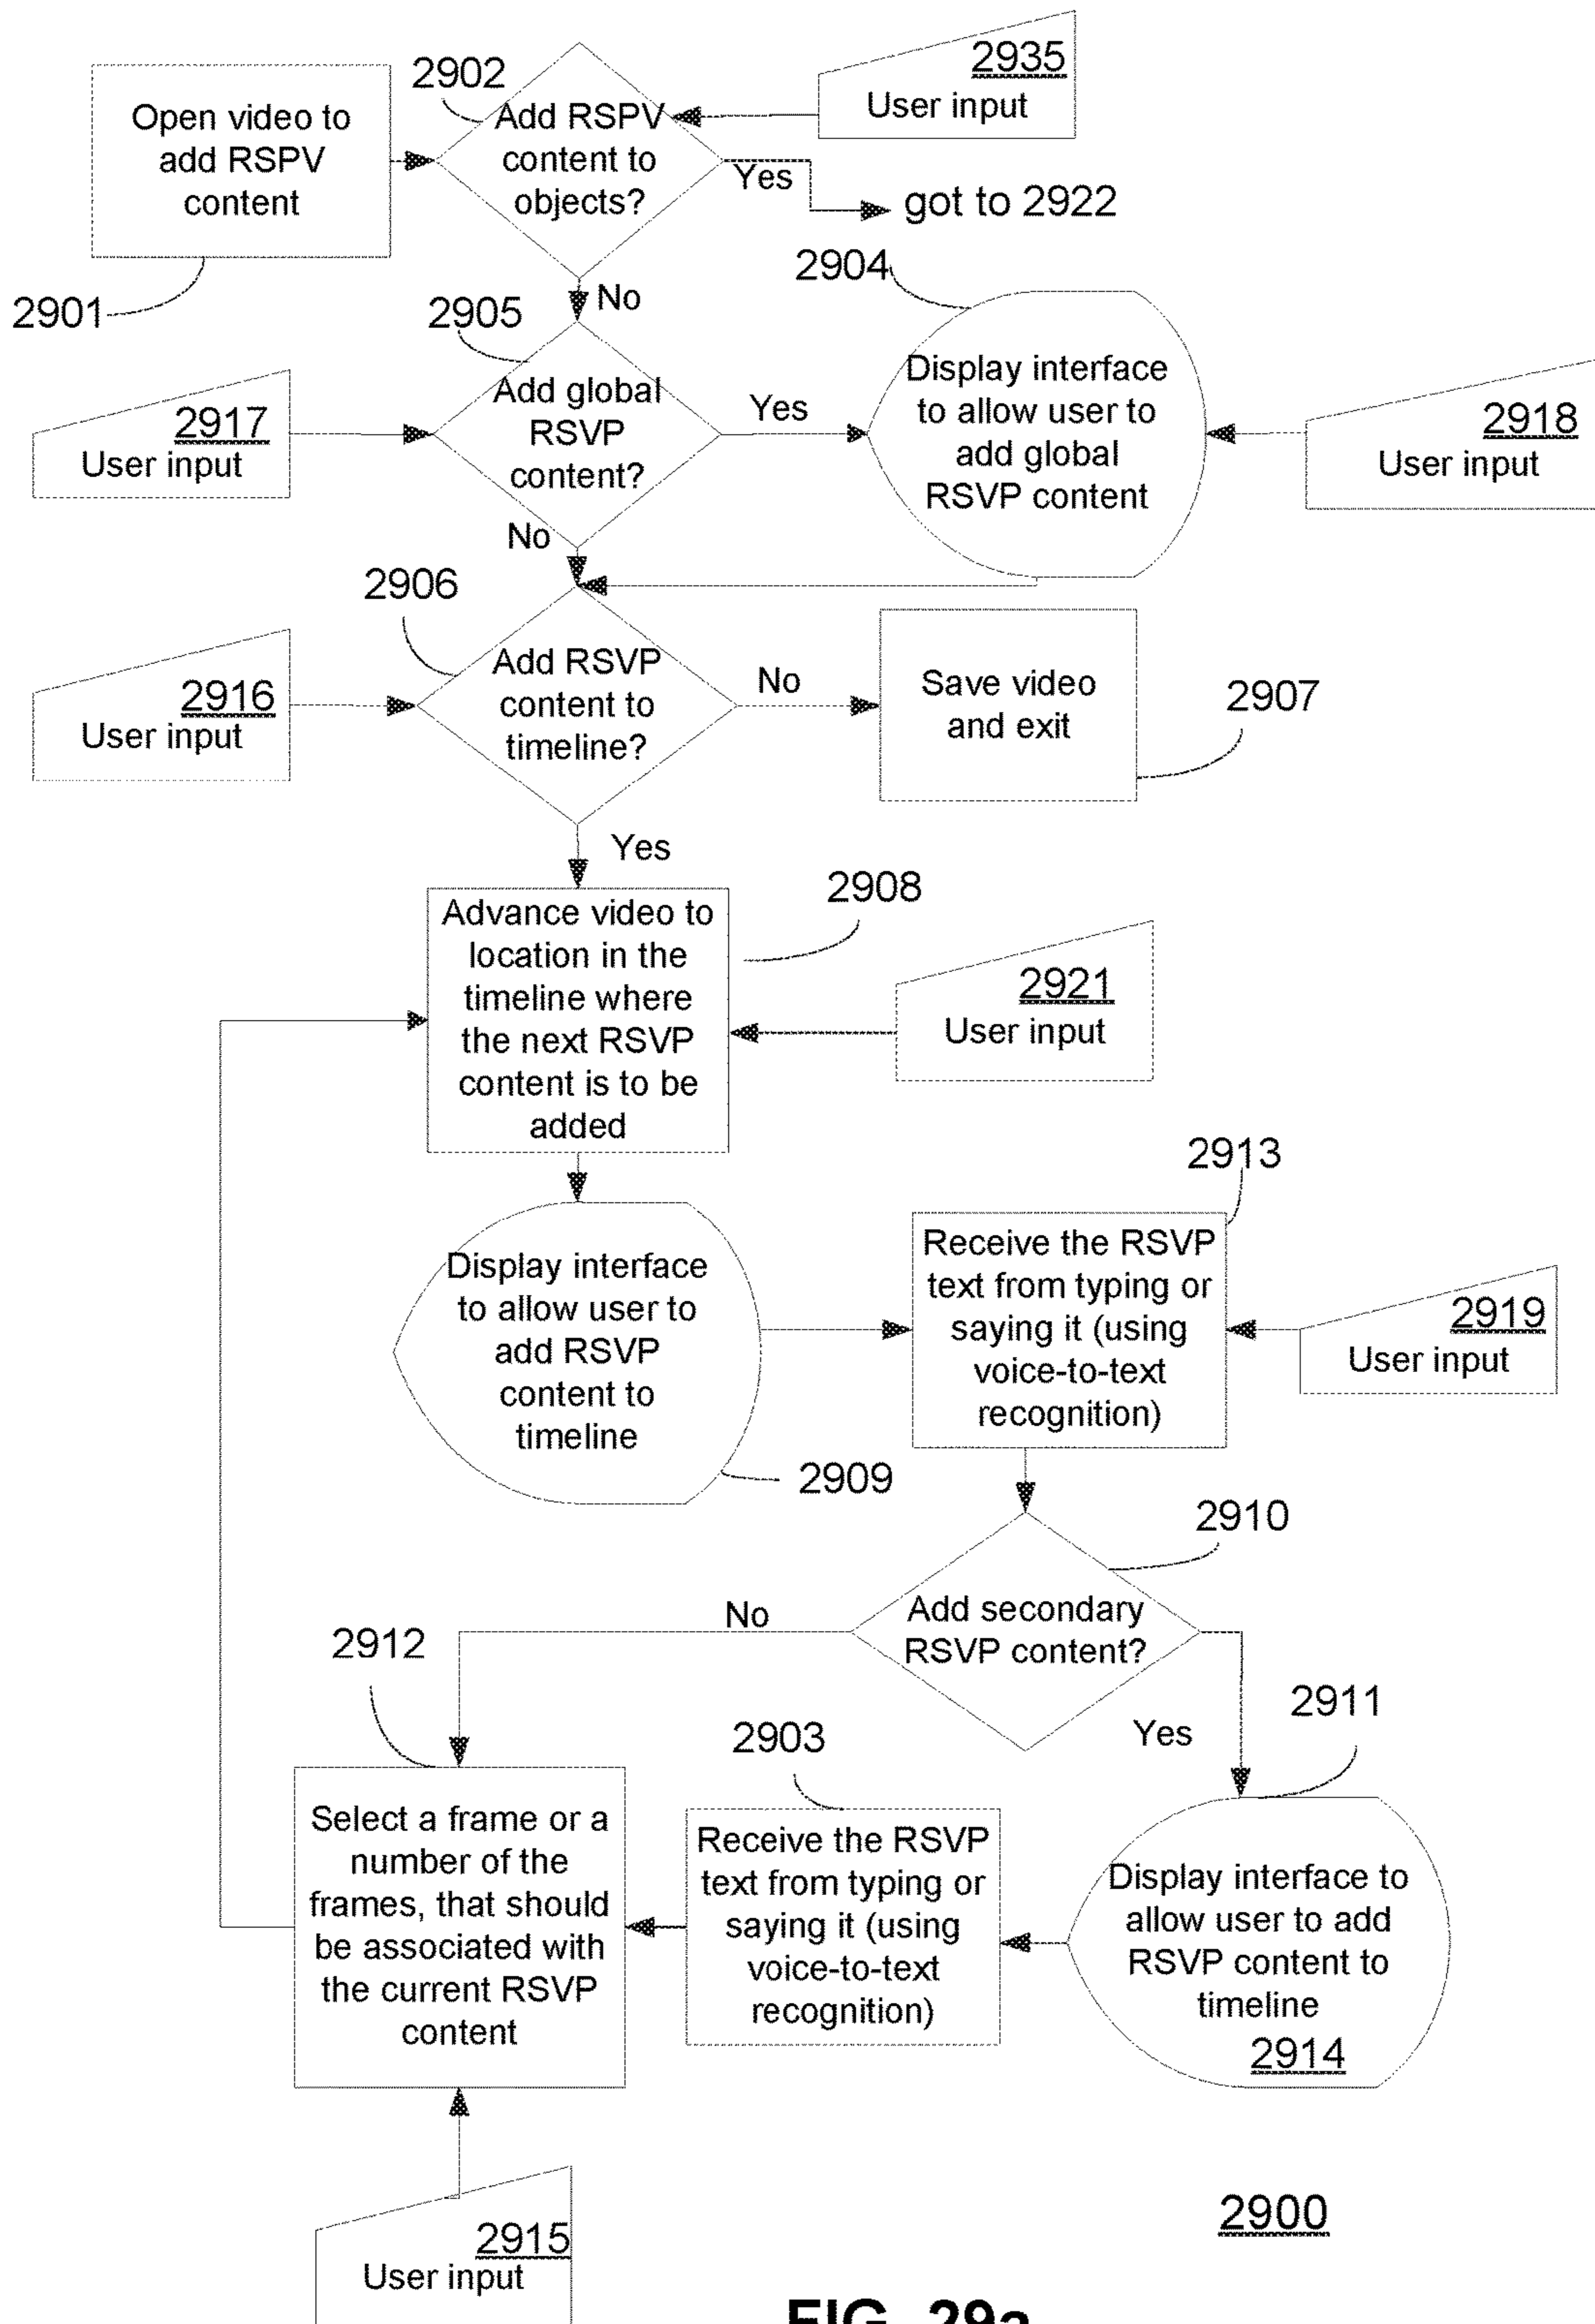 2902
2935
User input
Open video to
add RSPV
content
Add RSPV
content to
objects?
Yes
got to 2922
2901
No
2904
2905
Display interface
to allow user to
add global
RSVP content
2917
User input
Add global
RSVP
content?
Yes
2918
User input
No
2906
2916
User input
Add RSVP
content to
timeline?
No
Save video
and exit
2907
Yes
2908
Advance video to
location in the
timeline where
the next RSVP
content is to be
added
2921
User input
2913
Display interface
to allow user to
add RSVP
content to
timeline
2909
Receive the RSVP
text from typing or
saying it (using
voice-to-text
recognition)
2919
User input
2910
Add secondary
RSVP content?
No
2912
Yes
2911
2903
Select a frame or a
number of the
frames, that should
be associated with
the current RSVP
content
Receive the RSVP
text from typing or
saying it (using
voice-to-text
recognition)
Display interface to
allow user to add
RSVP content to
timeline
2914
2915
User input
2900
FIG. 29a